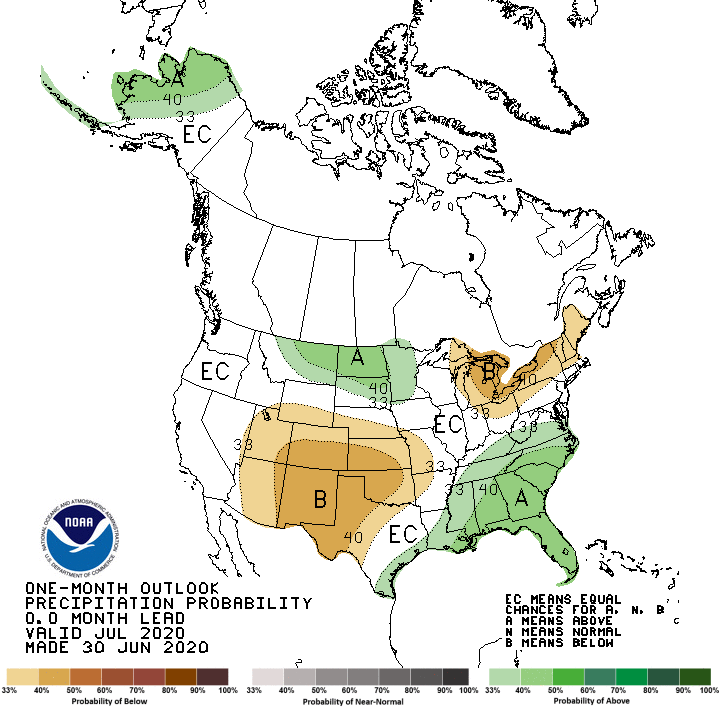 A
40
33
EC
A
40
33
EC
B
40
33
EC
33
33
B
40
33
33
40
A
EC
33
NATIONAL OCEANIC AND ATMOSPHERIC ADMINISTRATION
NOAA
U.S. DEPARTMENT OF COMMERCE
ONE-MONTH OUTLOOK
PRECIPITATION PROBABILITY
0.0 MONTH LEAD
VALID JUL 2020
MADE 30 JUN 2020
EC MEANS EQUAL
CHANCES FOR A, N, B
A MEANS ABOVE
N MEANS NORMAL
B MEANS BELOW
33% 40% 50% 60% 70% 80% 90% 100%
Probability of Below
33% 40% 50% 60% 70% 80% 90% 100%
Probability of Near-Normal
33% 40% 50% 60% 70% 80% 90% 100%
Probability of Above